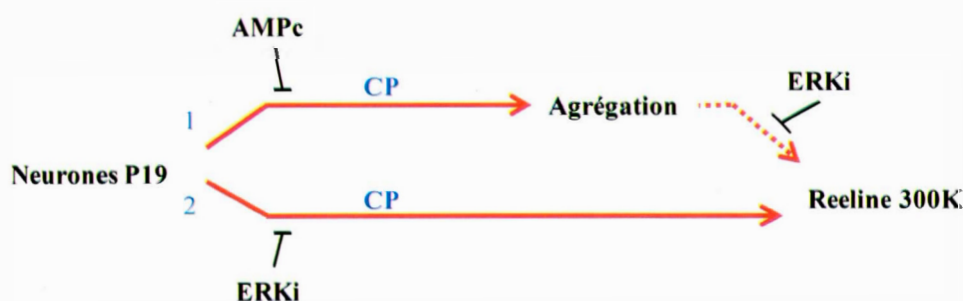 AMPc
CP
ERKi
1
Agrégation
Neurones P19
2
CP
Reeline 300K
ERKi